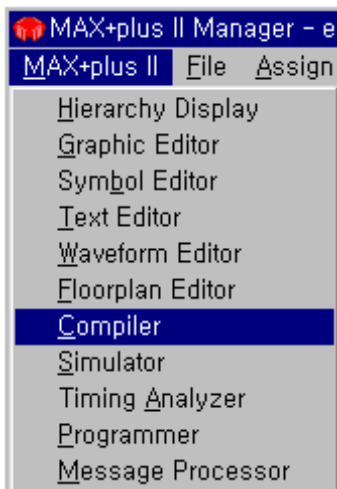 MAX+plus II Manager - e
MAX+plus II File Assign
Hierarchy Display
Graphic Editor
Symbol Editor
Text Editor
Waveform Editor
Floorplan Editor
Compiler
Simulator
Timing Analyzer
Programmer
Message Processor